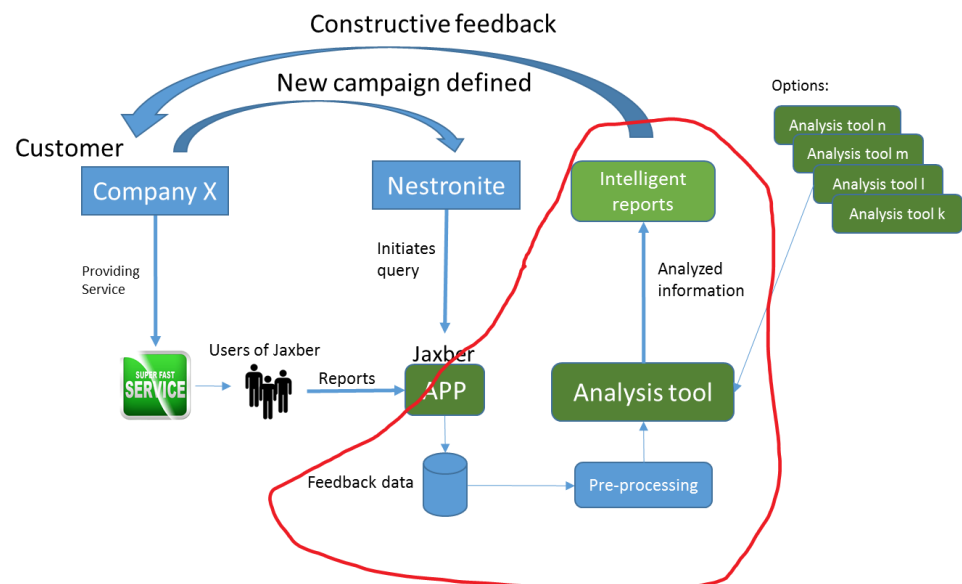 Constructive feedback
New campaign defined
Options:
Analysis tool n
Analysis tool m
Analysis tool l
Analysis tool k
Customer
Company X
Nestronite
Intelligent
reports
Providing
Service
Initiates
query
Analyzed
information
SUPER FAST
SERVICE
Users of Jaxber
Reports
Jaxber
APP
Analysis tool
Feedback data
Pre-processing